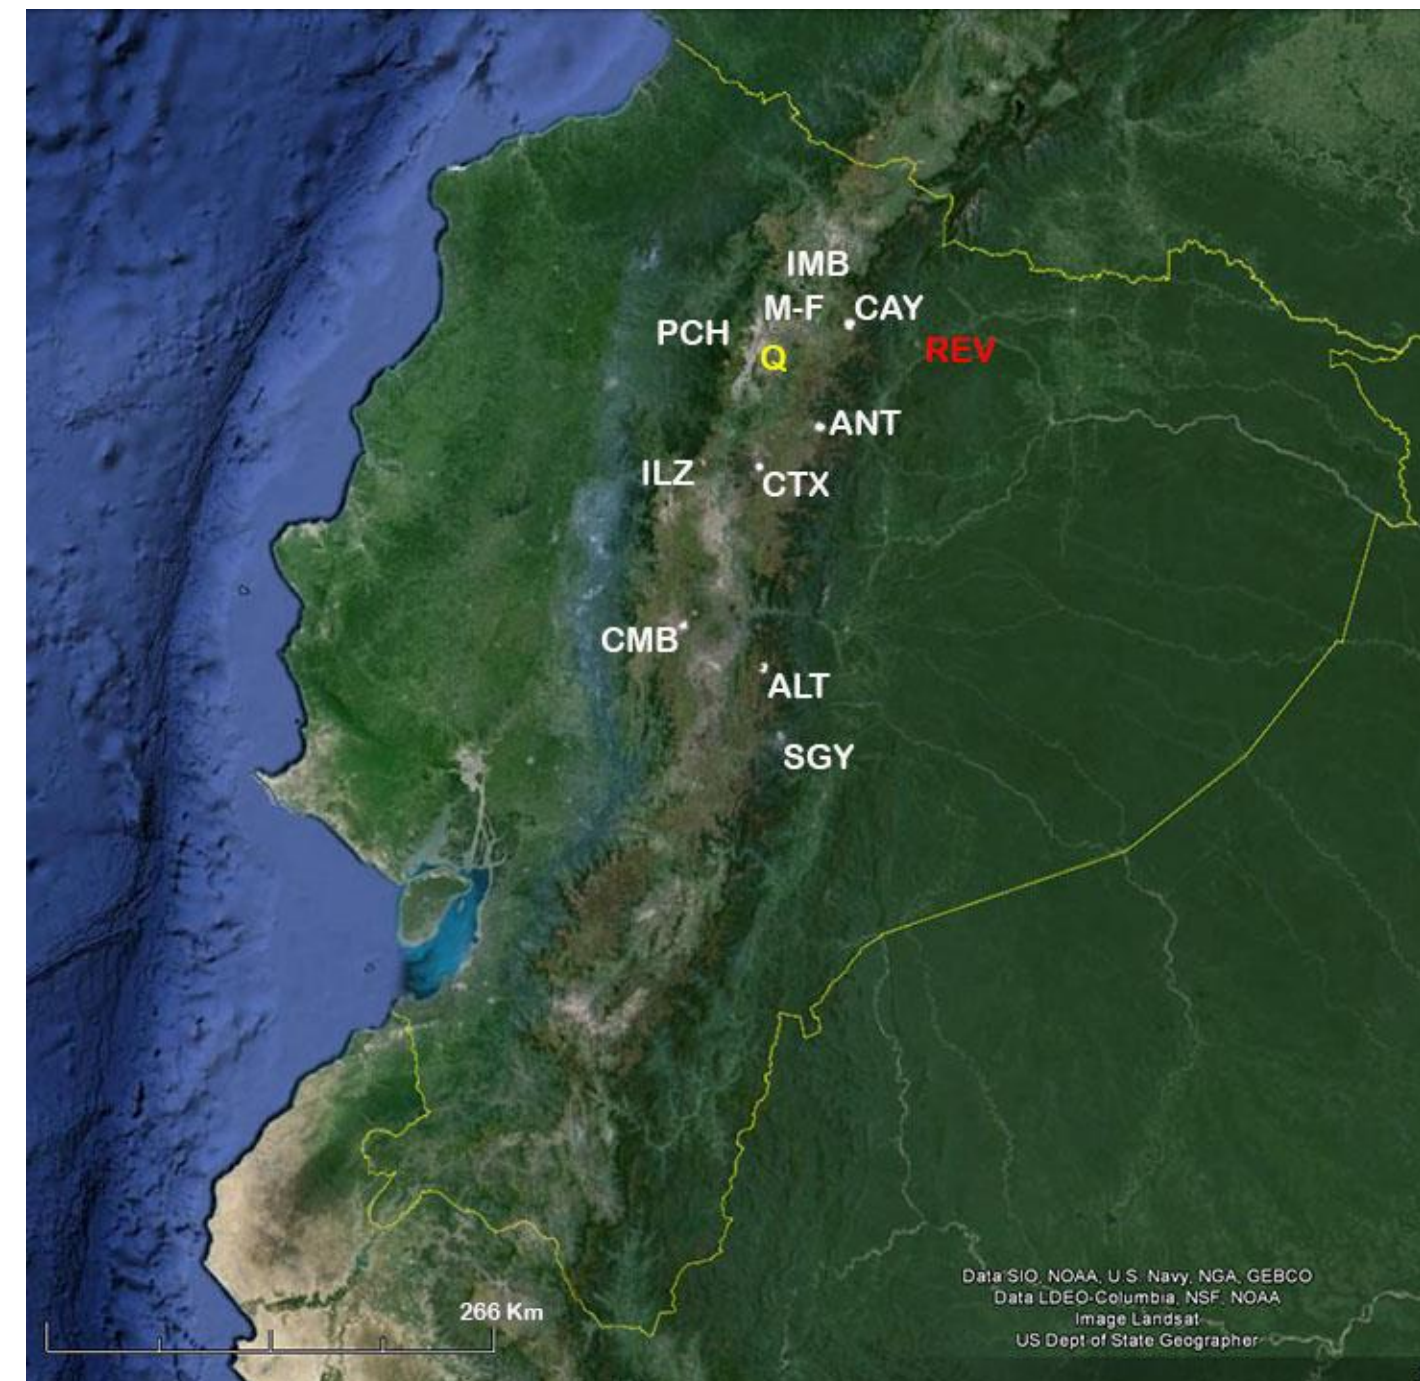 IMB
M-F
CAY
PCH
REV
Q
ANT
ILZ
CTX
CMB
ALT
SGY
Data SIO, NOAA, U.S. Navy, NGA, GEBCO
Data LDEO-Columbia, NSF, NOAA
Image Landsat
266 Km
US Dept of State Geographer